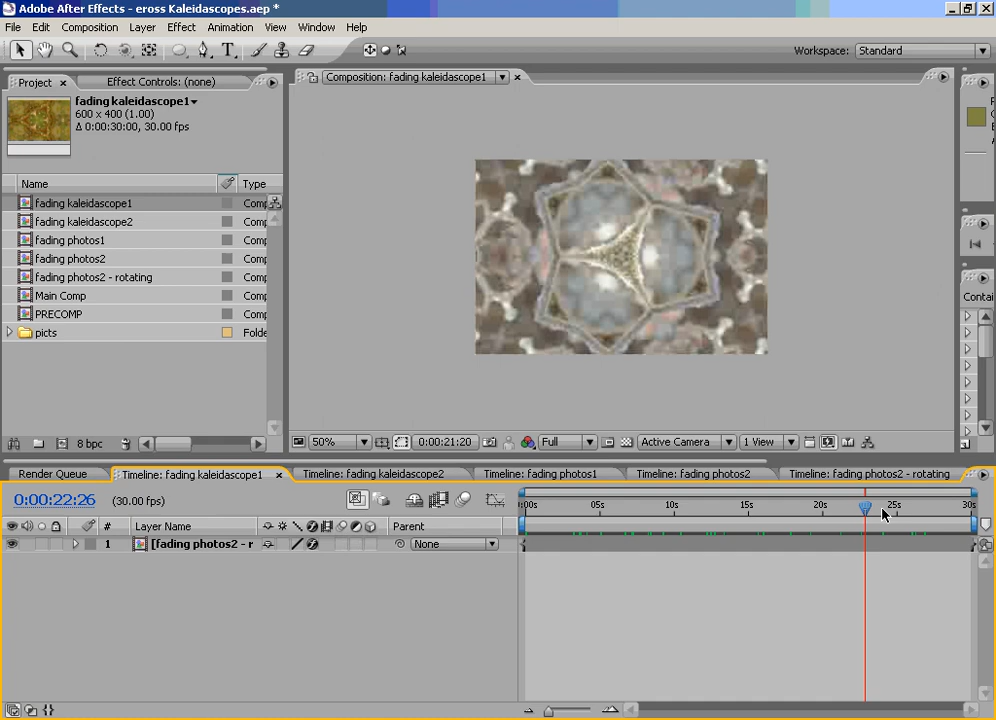 Adobe After Effects - eross Kaleidascopes.aep *
File Edit Composition Layer Effect Animation View Window Help
Workspace: Standard
Project × Effect Controls: (none)
Composition: fading kaleidascope1 ×
fading kaleidascope1
600 x 400 (1.00)
Δ 0:00:30:00, 30.00 fps
Name Type
fading kaleidascope1 Comp
fading kaleidascope2 Comp
fading photos1 Comp
fading photos2 Comp
fading photos2 - rotating Comp
Main Comp Comp
PRECOMP Comp
picts Folde
Contai
8 bpc
50% 0:00:21:20 Full Active Camera 1 View
Render Queue Timeline: fading kaleidascope1 × Timeline: fading kaleidascope2 Timeline: fading photos1 Timeline: fading photos2 Timeline: fading photos2 - rotating
0:00:22:26 (30.00 fps)
:00s 05s 10s 15s 20s 25s 30s
# Layer Name Parent
1 [fading photos2 - r None